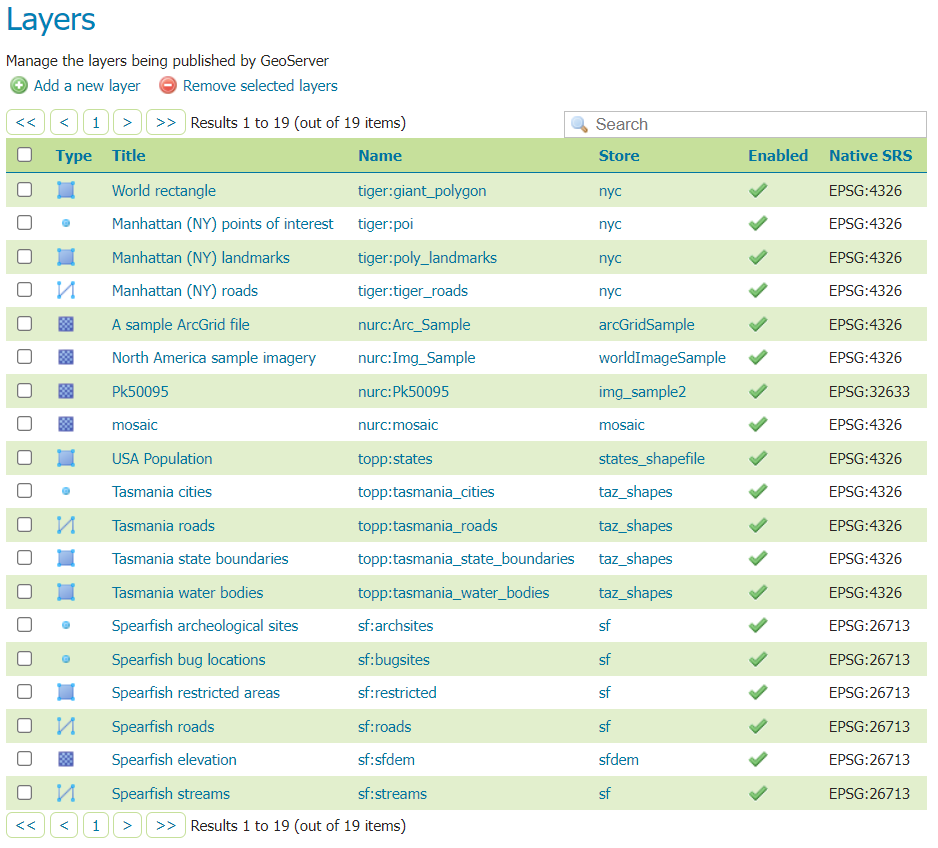 Layers
Manage the layers being published by GeoServer
Add a new layer Remove selected layers
<< < 1 > >> Results 1 to 19 (out of 19 items) Search
Type Title Name Store Enabled Native SRS
World rectangle tiger:giant_polygon nyc EPSG:4326
Manhattan (NY) points of interest tiger:poi nyc EPSG:4326
Manhattan (NY) landmarks tiger:poly_landmarks nyc EPSG:4326
Manhattan (NY) roads tiger:tiger_roads nyc EPSG:4326
A sample ArcGrid file nurc:Arc_Sample arcGridSample EPSG:4326
North America sample imagery nurc:Img_Sample worldImageSample EPSG:4326
Pk50095 nurc:Pk50095 img_sample2 EPSG:32633
mosaic nurc:mosaic mosaic EPSG:4326
USA Population topp:states states_shapefile EPSG:4326
Tasmania cities topp:tasmania_cities taz_shapes EPSG:4326
Tasmania roads topp:tasmania_roads taz_shapes EPSG:4326
Tasmania state boundaries topp:tasmania_state_boundaries taz_shapes EPSG:4326
Tasmania water bodies topp:tasmania_water_bodies taz_shapes EPSG:4326
Spearfish archeological sites sf:archsites sf EPSG:26713
Spearfish bug locations sf:bugsites sf EPSG:26713
Spearfish restricted areas sf:restricted sf EPSG:26713
Spearfish roads sf:roads sf EPSG:26713
Spearfish elevation sf:sfdem sfdem EPSG:26713
Spearfish streams sf:streams sf EPSG:26713
<< < 1 > >> Results 1 to 19 (out of 19 items)